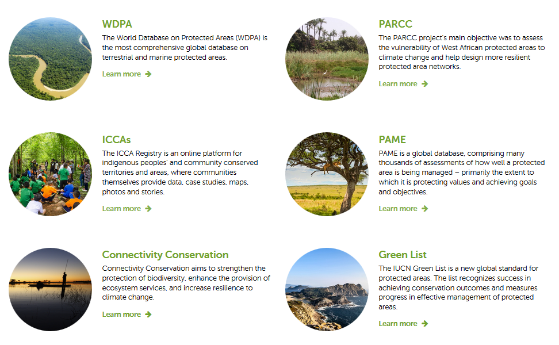 WDPA
The World Database on Protected Areas (WDPA) is
the most comprehensive global database on
terrestrial and marine protected areas.
Learn more →
PARCC
The PARCC project's main objective was to assess
the vulnerability of West African protected areas to
climate change and help design more resilient
protected area networks.
Learn more →
ICCAs
The ICCA Registry is an online platform for
indigenous peoples' and community conserved
territories and areas, where communities
themselves provide data, case studies, maps,
photos and stories.
Learn more →
PAME
PAME is a global database, comprising many
thousands of assessments of how well a protected
area is being managed – primarily the extent to
which it is protecting values and achieving goals
and objectives.
Learn more →
Connectivity Conservation
Connectivity Conservation aims to strengthen the
protection of biodiversity, enhance the provision of
ecosystem services, and increase resilience to
climate change.
Learn more →
Green List
The IUCN Green List is a new global standard for
protected areas. The list recognizes success in
achieving conservation outcomes and measures
progress in effective management of protected
areas.
Learn more →